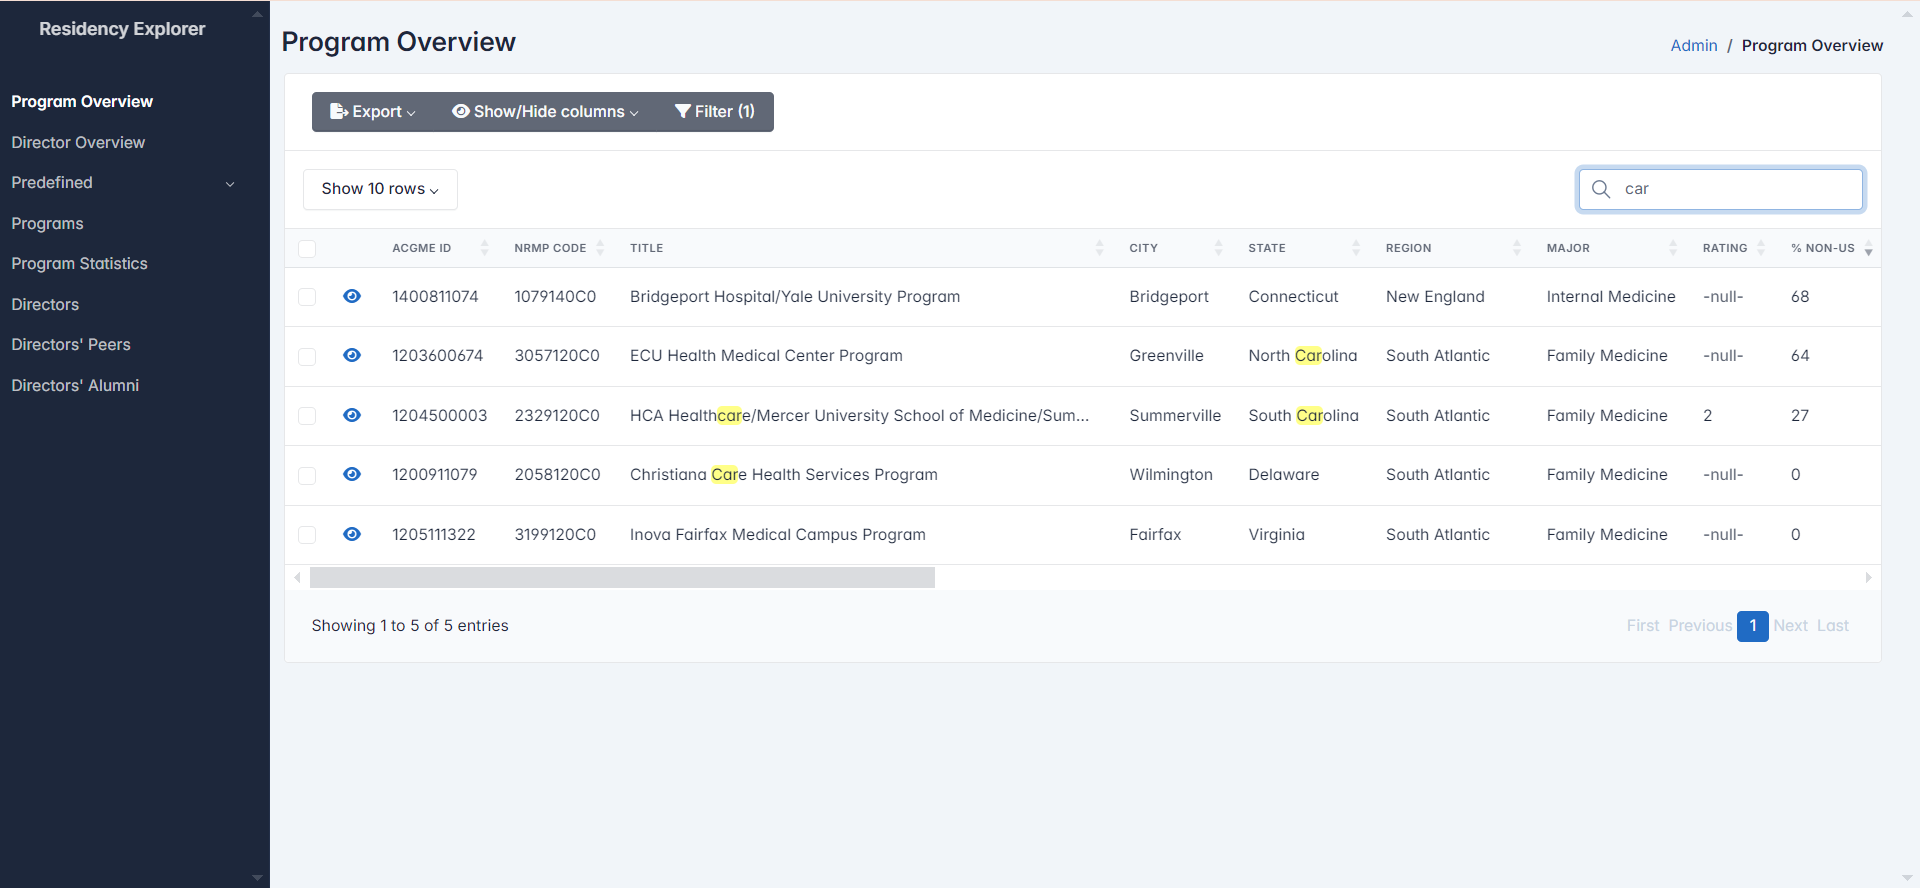 Residency Explorer
Program Overview
Director Overview
Predefined
Programs
Program Statistics
Directors
Directors' Peers
Directors' Alumni
Program Overview
Admin / Program Overview
Export Show/Hide columns Filter (1)
Show 10 rows
car
ACGME ID NRMP CODE TITLE CITY STATE REGION MAJOR RATING % NON-US
1400811074 1079140C0 Bridgeport Hospital/Yale University Program Bridgeport Connecticut New England Internal Medicine -null- 68
1203600674 3057120C0 ECU Health Medical Center Program Greenville North Carolina South Atlantic Family Medicine -null- 64
1204500003 2329120C0 HCA Healthcare/Mercer University School of Medicine/Sum... Summerville South Carolina South Atlantic Family Medicine 2 27
1200911079 2058120C0 Christiana Care Health Services Program Wilmington Delaware South Atlantic Family Medicine -null- 0
1205111322 3199120C0 Inova Fairfax Medical Campus Program Fairfax Virginia South Atlantic Family Medicine -null- 0
Showing 1 to 5 of 5 entries
First Previous 1 Next Last